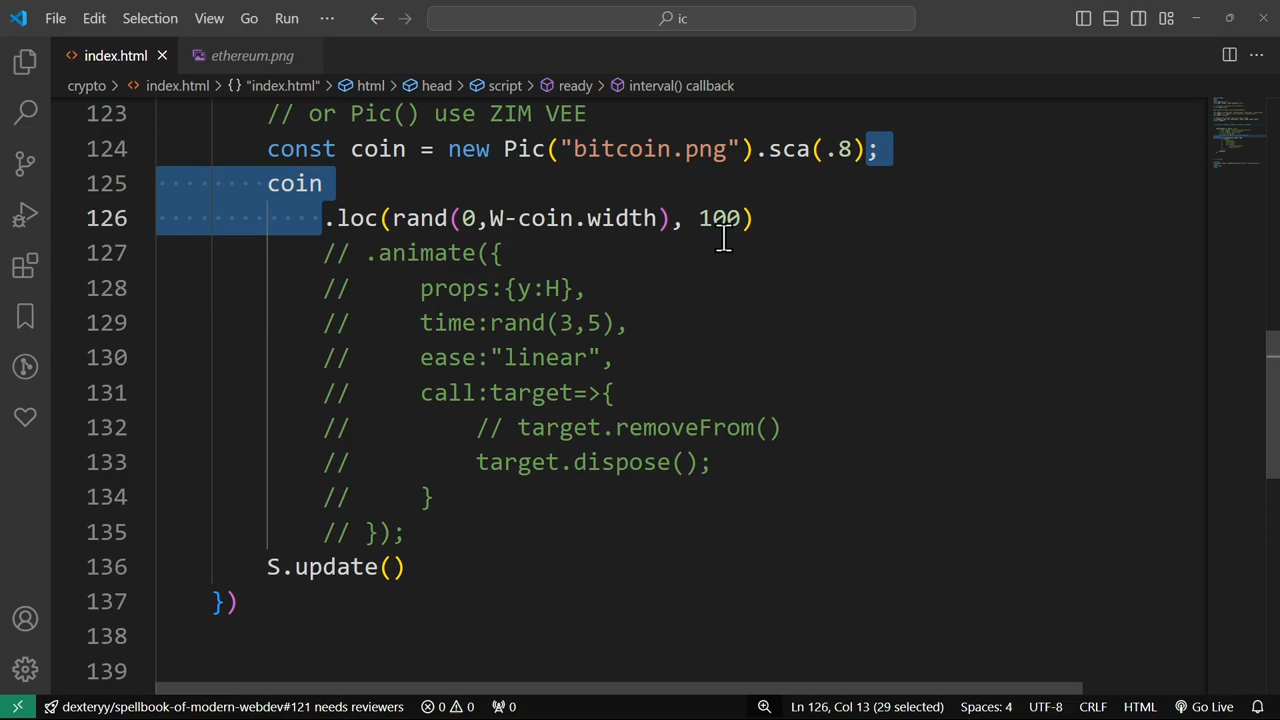 File Edit Selection View Go Run ··· ic
index.html ethereum.png
crypto > index.html > {} "index.html" > html > head > script > ready > interval() callback
123 // or Pic() use ZIM VEE
124 const coin = new Pic("bitcoin.png").sca(.8);
125 coin
126 .loc(rand(0,W-coin.width), 100)
127 // .animate({
128 // props:{y:H},
129 // time:rand(3,5),
130 // ease:"linear",
131 // call:target=>{
132 // // target.removeFrom()
133 // target.dispose();
134 // }
135 // });
136 S.update()
137 })
138
139
dexteryy/spellbook-of-modern-webdev#121 needs reviewers 0 0 0 Ln 126, Col 13 (29 selected) Spaces: 4 UTF-8 CRLF HTML Go Live